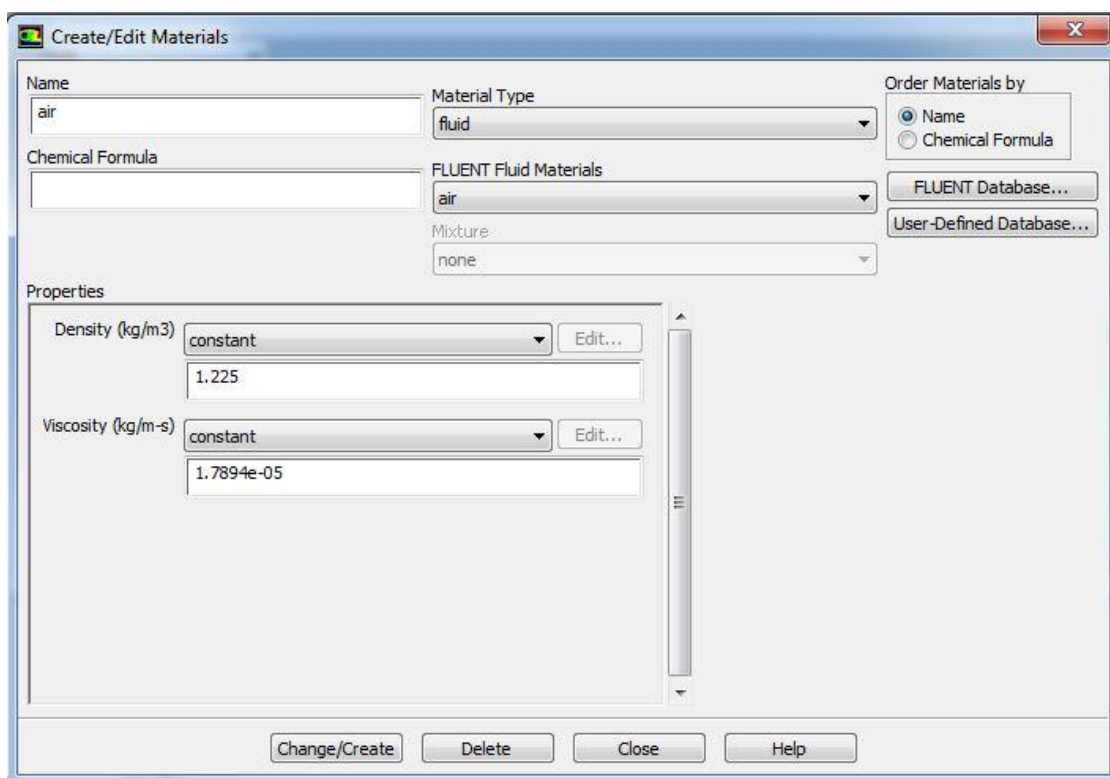 Create/Edit Materials
Name
air
Chemical Formula
Material Type
fluid
FLUENT Fluid Materials
air
Mixture
none
Order Materials by
Name
Chemical Formula
FLUENT Database...
User-Defined Database...
Properties
Density (kg/m3)
constant
Edit...
1.225
Viscosity (kg/m-s)
constant
Edit...
1.7894e-05
Change/Create
Delete
Close
Help